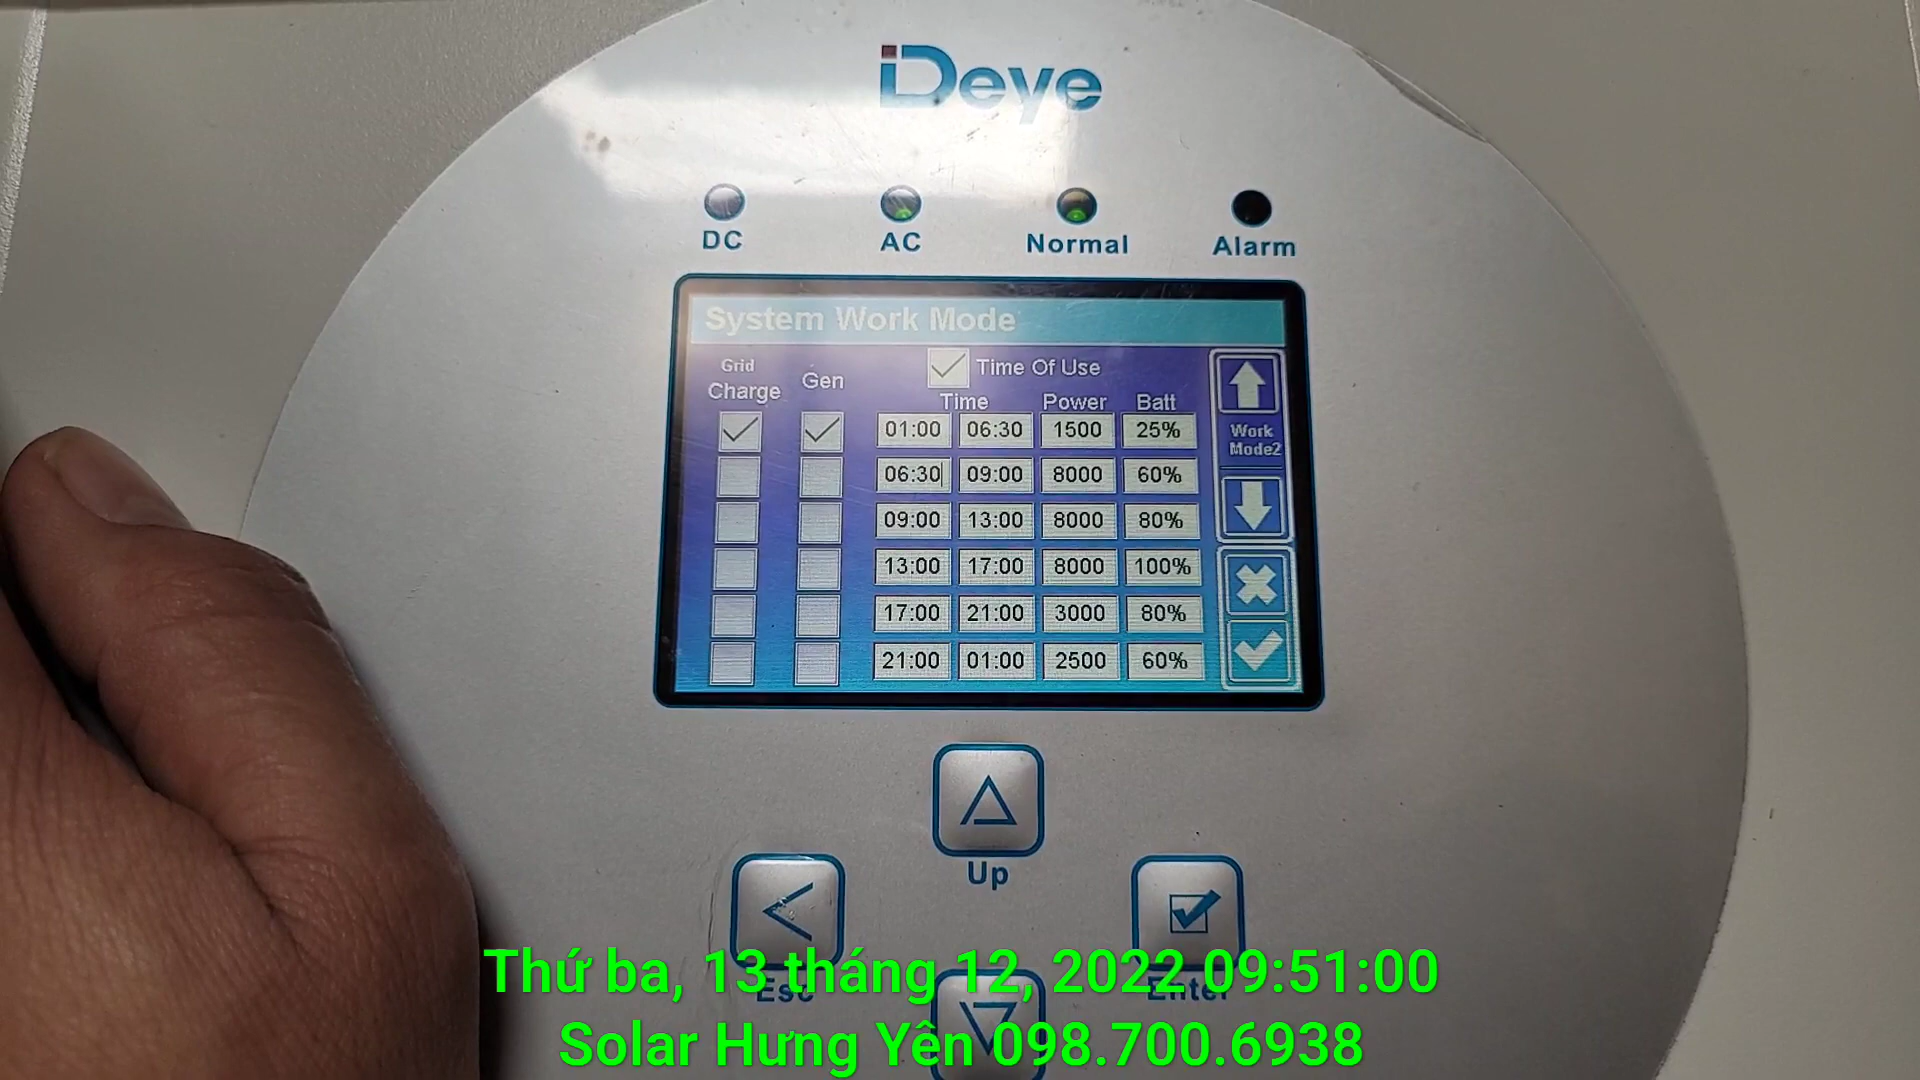 Deye
DC AC Normal Alarm
System Work Mode
Grid Charge Gen Time Of Use
Time Power Batt
01:00 06:30 1500 25%
06:30 09:00 8000 60%
09:00 13:00 8000 80%
13:00 17:00 8000 100%
17:00 21:00 3000 80%
21:00 01:00 2500 60%
Work
Mode2
Up
Esc Enter
Thứ ba, 13 tháng 12, 2022 09:51:00
Solar Hưng Yên 098.700.6938